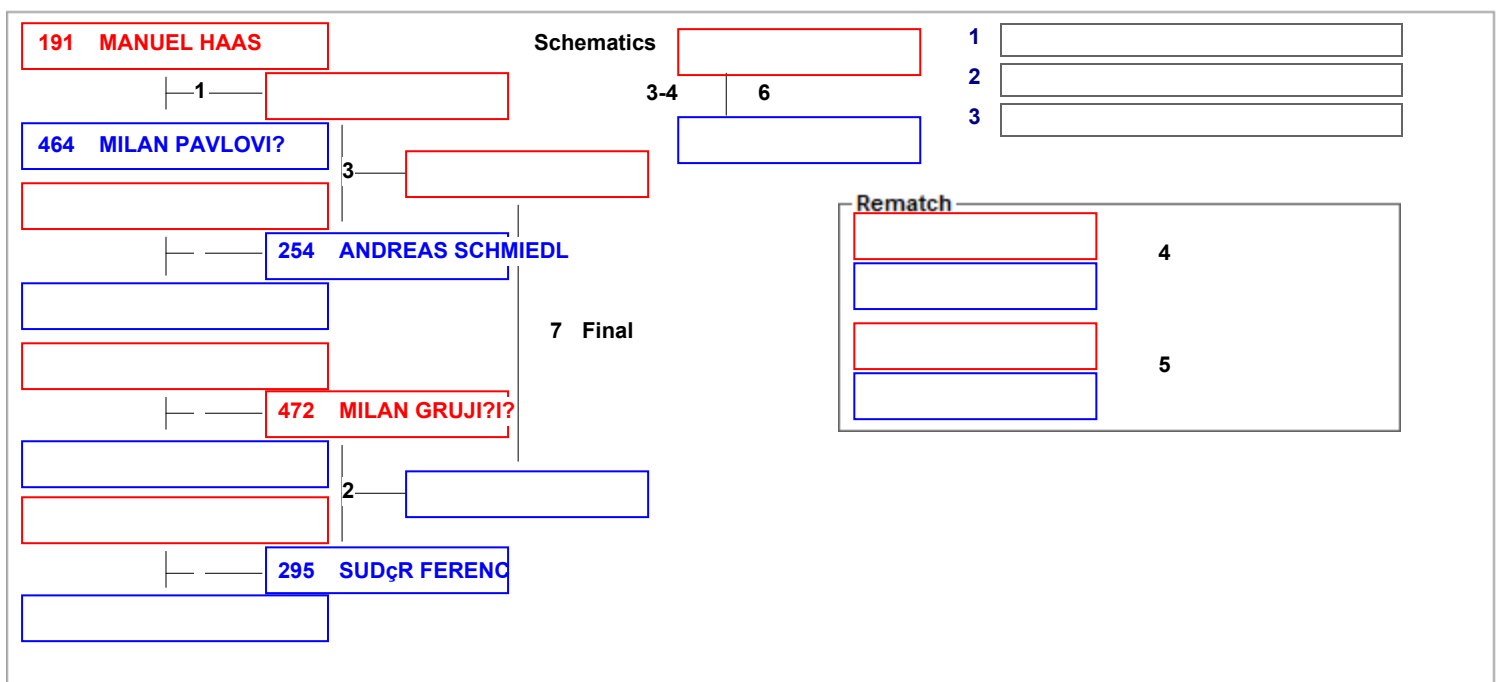 191 MANUEL HAAS
1
464 MILAN PAVLOVI?
3
254 ANDREAS SCHMIEDL
7 Final
472 MILAN GRUJI?I?
2
295 SUDçR FERENC
Schematics
3-4 6
1
2
3
Rematch
4
5